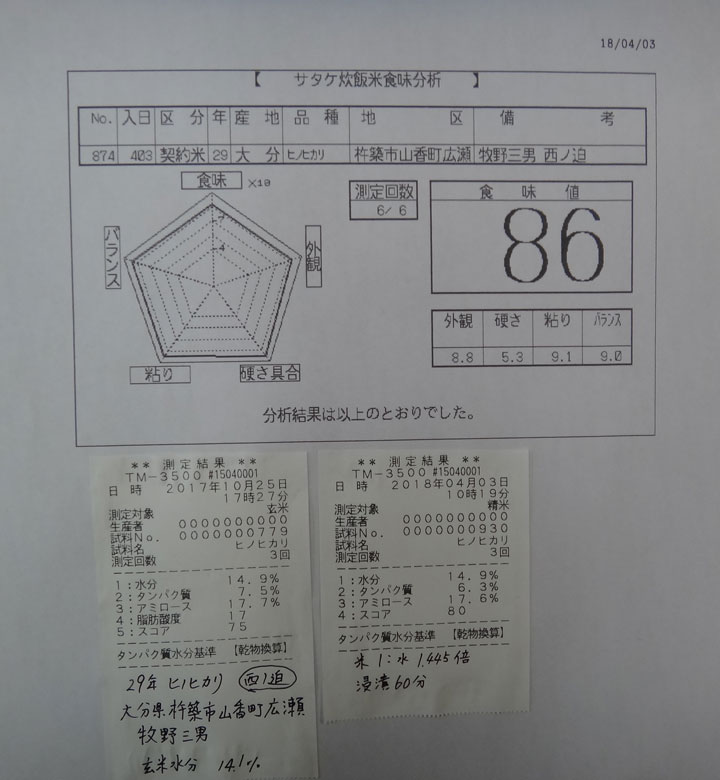 18/04/03
【 サタケ炊飯米食味分析 】
No. 入日 区分 年 産地 品種 地区 備考
874 403 契約米 29 大分 ヒノヒカリ 杵築市山香町広瀬 牧野三男 西ノ迫
食味 ×10
7
4
バランス
外観
粘り
硬さ具合
測定回数
6/ 6
食味値
86
外観 硬さ 粘り バランス
8.8 5.3 9.1 9.0
分析結果は以上のとおりでした。
** 測定結果 **
TM-3500 #15040001
日 時 2017年10月25日
17時27分
測定対象 玄米
生産者 0000000000
試料No. 0000000779
試料名 ヒノヒカリ
測定回数 3回
1:水分 14.9%
2:タンパク質 7.5%
3:アミロース 17.7%
4:脂肪酸度 17
5:スコア 75
タンパク質水分基準 【乾物換算】
29年 ヒノヒカリ 西ノ迫
大分県杵築市山香町広瀬
牧野三男
玄米水分 14.1%
** 測定結果 **
TM-3500 #15040001
日 時 2018年04月03日
10時19分
測定対象 精米
生産者 0000000000
試料No. 0000000930
試料名 ヒノヒカリ
測定回数 3回
1:水分 14.9%
2:タンパク質 6.3%
3:アミロース 17.6%
4:スコア 80
タンパク質水分基準 【乾物換算】
米1:水1.445倍
浸漬60分